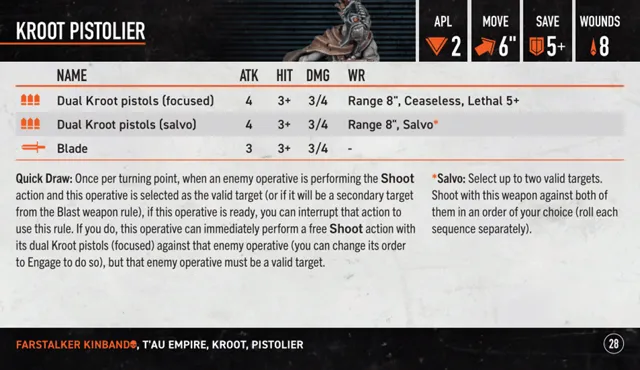 KROOT PISTOLIER
APL 2
MOVE 6"
SAVE 5+
WOUNDS 8
NAME ATK HIT DMG WR
Dual Kroot pistols (focused) 4 3+ 3/4 Range 8", Ceaseless, Lethal 5+
Dual Kroot pistols (salvo) 4 3+ 3/4 Range 8", Salvo*
Blade 3 3+ 3/4 -
Quick Draw: Once per turning point, when an enemy operative is performing the Shoot
action and this operative is selected as the valid target (or if it will be a secondary target
from the Blast weapon rule), if this operative is ready, you can interrupt that action to
use this rule. If you do, this operative can immediately perform a free Shoot action with
its dual Kroot pistols (focused) against that enemy operative (you can change its order
to Engage to do so), but that enemy operative must be a valid target.
*Salvo: Select up to two valid targets.
Shoot with this weapon against both of
them in an order of your choice (roll each
sequence separately).
FARSTALKER KINBAND, T'AU EMPIRE, KROOT, PISTOLIER
28